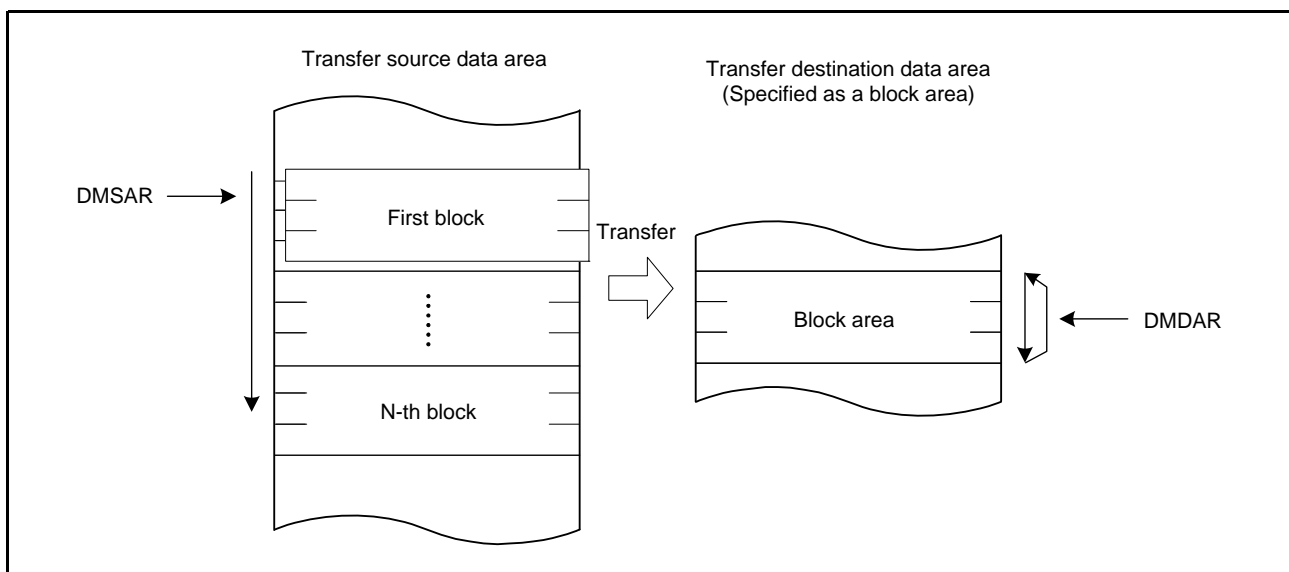 Transfer source data area
Transfer destination data area
(Specified as a block area)
DMSAR
First block
Transfer
Block area
DMDAR
N-th block